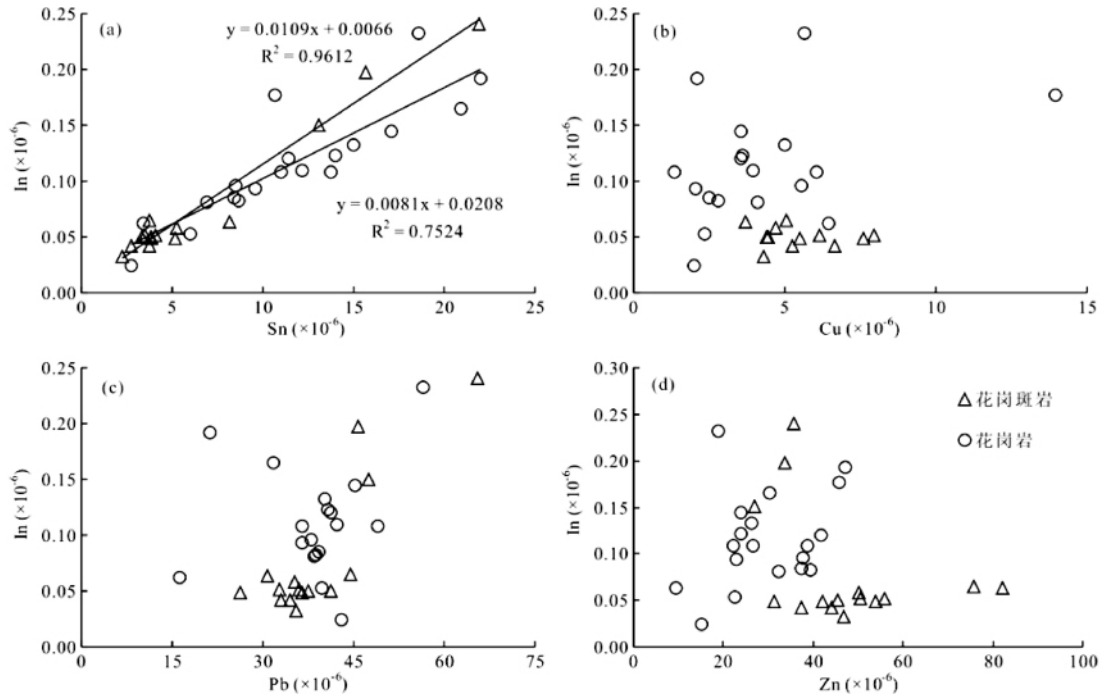 (a)
y = 0.0109x + 0.0066
R² = 0.9612
y = 0.0081x + 0.0208
R² = 0.7524
0.25
0.20
0.15
0.10
0.05
0.00
In (×10⁻⁶)
0 5 10 15 20 25
Sn (×10⁻⁶)
(b)
0.25
0.20
0.15
0.10
0.05
0.00
In (×10⁻⁶)
0 5 10 15
Cu (×10⁻⁶)
(c)
0.25
0.20
0.15
0.10
0.05
0.00
In (×10⁻⁶)
0 15 30 45 60 75
Pb (×10⁻⁶)
(d)
花岗斑岩
花岗岩
0.30
0.25
0.20
0.15
0.10
0.05
0.00
In (×10⁻⁶)
0 20 40 60 80 100
Zn (×10⁻⁶)